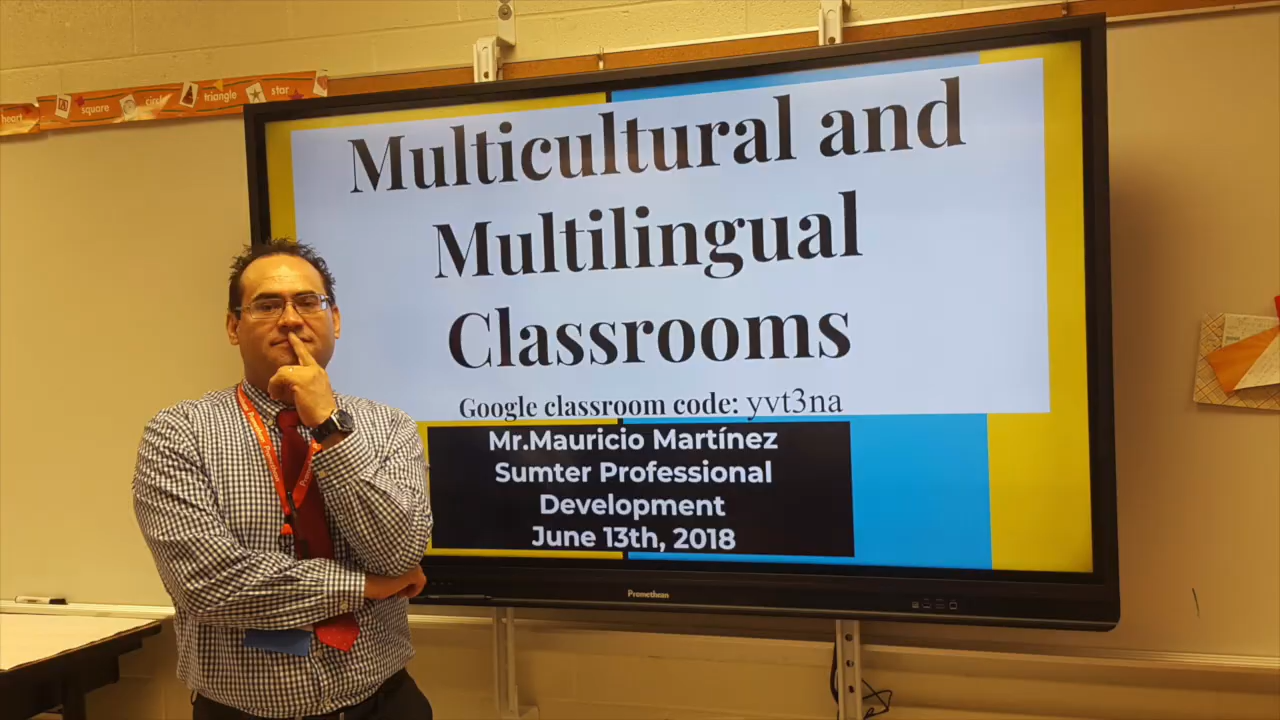 heart square circle triangle star
Multicultural and
Multilingual
Classrooms
Google classroom code: yvt3na
Mr.Mauricio Martínez
Sumter Professional
Development
June 13th, 2018
Promethean